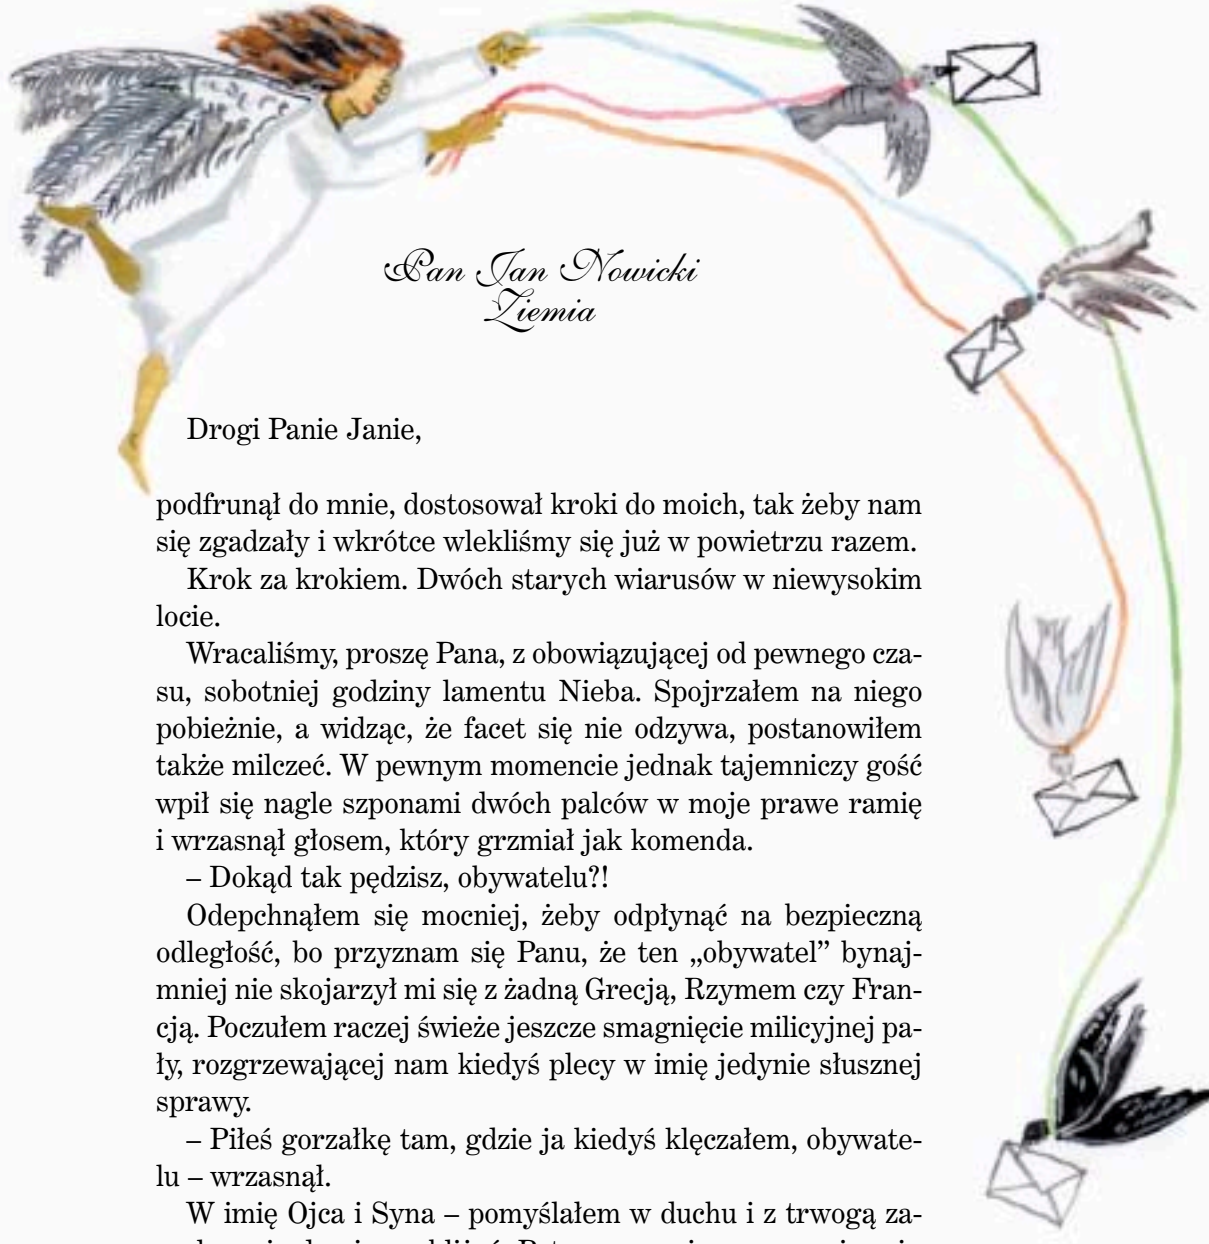 Pan Jan Nowicki
Ziemia
Drogi Panie Janie,
podfrunął do mnie, dostosował kroki do moich, tak żeby nam
się zgadzały i wkrótce wlekliśmy się już w powietrzu razem.
Krok za krokiem. Dwóch starych wiarusów w niewysokim
locie.
Wracaliśmy, proszę Pana, z obowiązującej od pewnego cza-
su, sobotniej godziny lamentu Nieba. Spojrzałem na niego
pobieżnie, a widząc, że facet się nie odzywa, postanowiłem
także milczeć. W pewnym momencie jednak tajemniczy gość
wpił się nagle szponami dwóch palców w moje prawe ramię
i wrzasnął głosem, który grzmiał jak komenda.
– Dokąd tak pędzisz, obywatelu?!
Odepchnąłem się mocniej, żeby odpłynąć na bezpieczną
odległość, bo przyznam się Panu, że ten „obywatel” bynaj-
mniej nie skojarzył mi się z żadną Grecją, Rzymem czy Fran-
cją. Poczułem raczej świeże jeszcze smagnięcie milicyjnej pa-
ły, rozgrzewającej nam kiedyś plecy w imię jedynie słusznej
sprawy.
– Piłeś gorzałkę tam, gdzie ja kiedyś klęczałem, obywate-
lu – wrzasnął.
W imię Ojca i Syna – pomyślałem w duchu i z trwogą za-